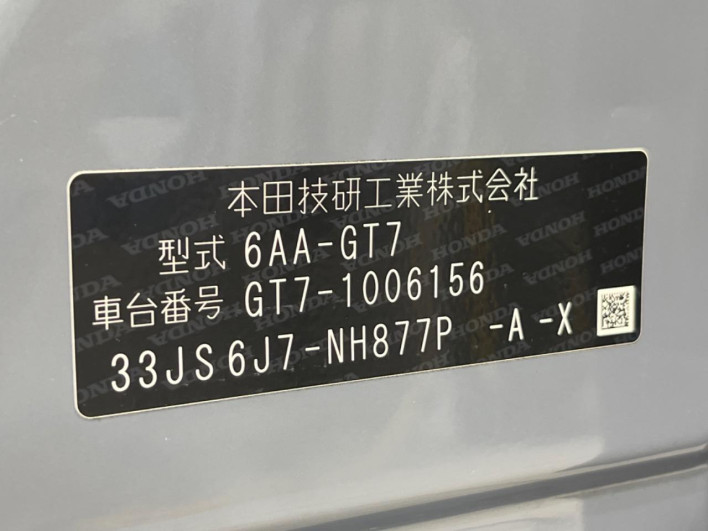 本田技研工業株式会社
型式 6AA-GT7
車台番号 GT7-1006156
33JS6J7-NH877P -A -X